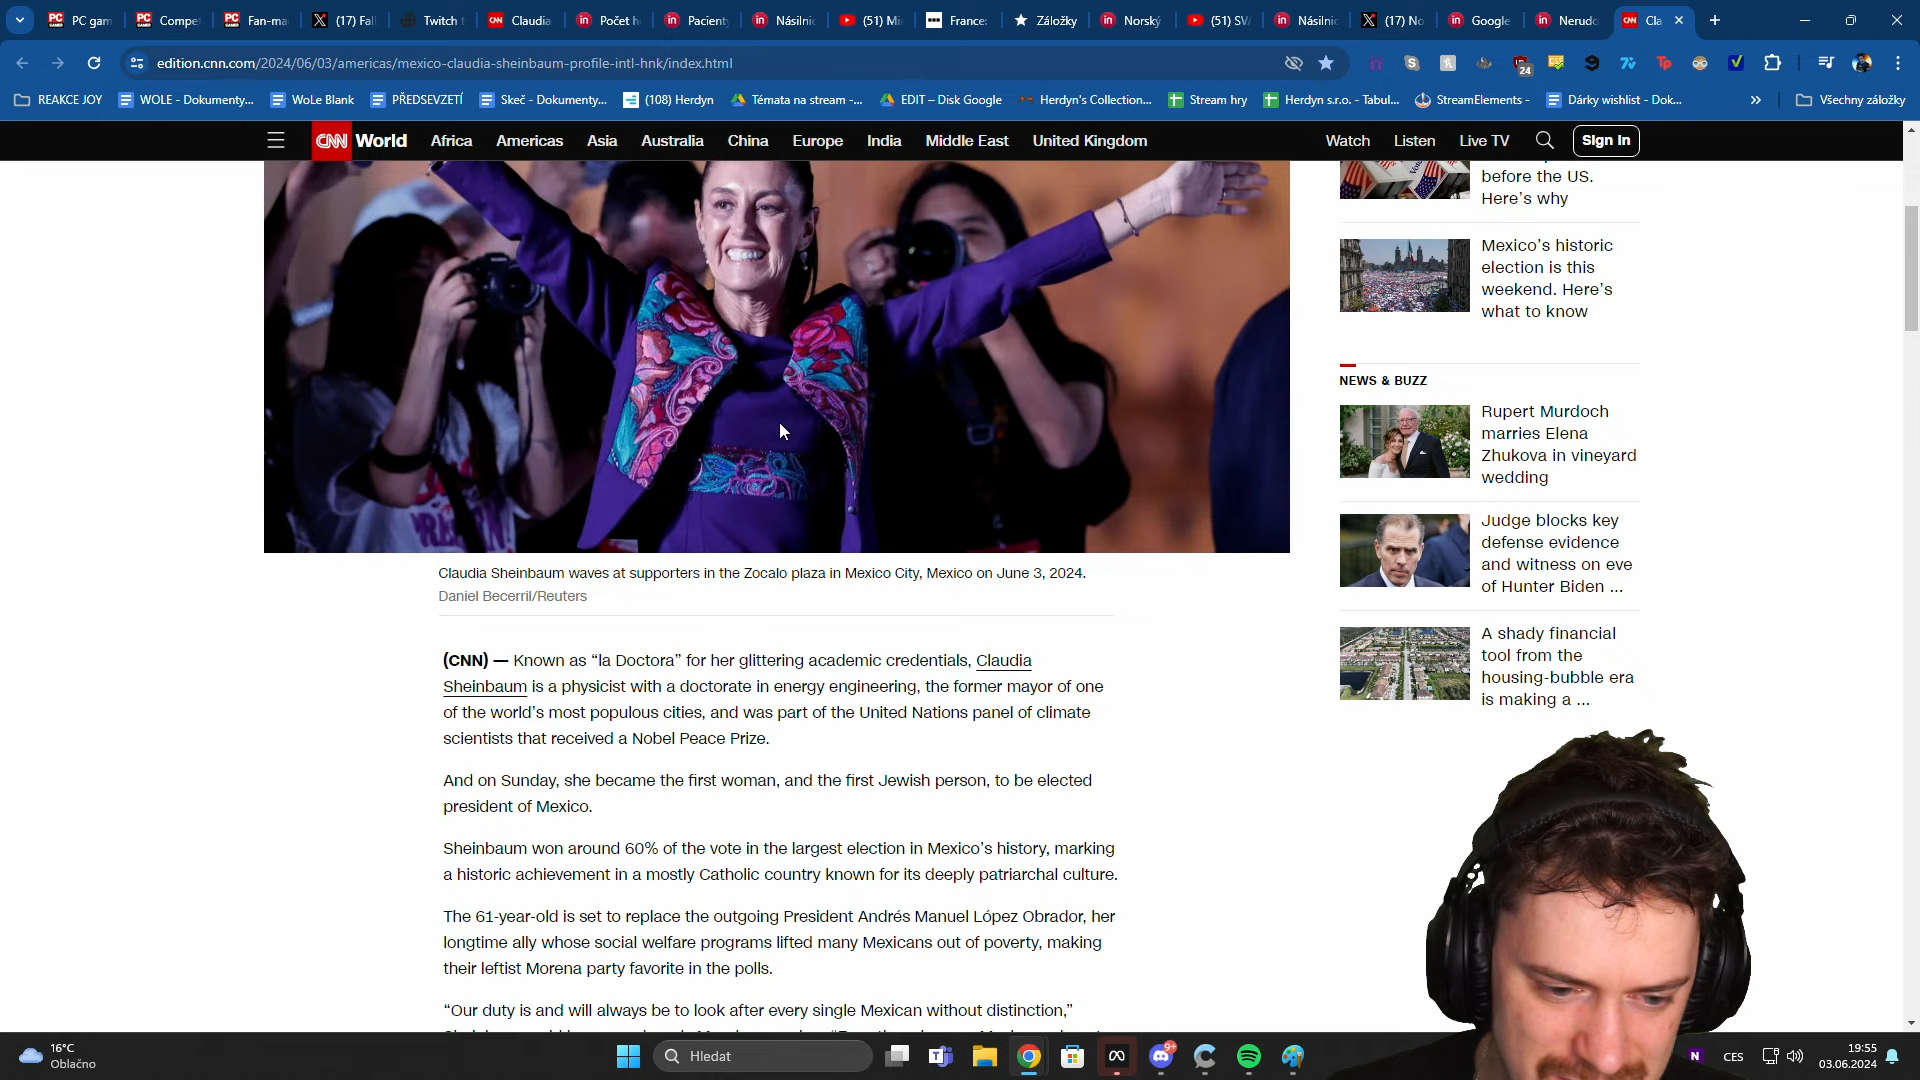 PC gam
Compet
Fan-ma
(17) Fal
Twitch
Claudia
Počet h
Pacient
Násilnic
(51) Mi
France
Záložky
Norský
(51) SV
Násilnic
(17) No
Google
Nerudo
Cla
edition.cnn.com/2024/06/03/americas/mexico-claudia-sheinbaum-profile-intl-hnk/index.html
24
REAKCE JOY
WOLE - Dokumenty...
WoLe Blank
PŘEDSEVZETÍ
Skeč - Dokumenty...
(108) Herdyn
Témata na stream -...
EDIT – Disk Google
Herdyn's Collection...
Stream hry
Herdyn s.r.o. - Tabul...
StreamElements -
Dárky wishlist - Dok...
»
Všechny záložky
CNN World
Africa
Americas
Asia
Australia
China
Europe
India
Middle East
United Kingdom
Watch
Listen
Live TV
Sign in
before the US.
Here's why
Mexico's historic
election is this
weekend. Here's
what to know
NEWS & BUZZ
Rupert Murdoch
marries Elena
Zhukova in vineyard
wedding
Judge blocks key
defense evidence
and witness on eve
of Hunter Biden ...
A shady financial
tool from the
housing-bubble era
is making a ...
Claudia Sheinbaum waves at supporters in the Zocalo plaza in Mexico City, Mexico on June 3, 2024.
Daniel Becerril/Reuters
(CNN) — Known as “la Doctora” for her glittering academic credentials, Claudia
Sheinbaum is a physicist with a doctorate in energy engineering, the former mayor of one
of the world’s most populous cities, and was part of the United Nations panel of climate
scientists that received a Nobel Peace Prize.
And on Sunday, she became the first woman, and the first Jewish person, to be elected
president of Mexico.
Sheinbaum won around 60% of the vote in the largest election in Mexico’s history, marking
a historic achievement in a mostly Catholic country known for its deeply patriarchal culture.
The 61-year-old is set to replace the outgoing President Andrés Manuel López Obrador, her
longtime ally whose social welfare programs lifted many Mexicans out of poverty, making
their leftist Morena party favorite in the polls.
“Our duty is and will always be to look after every single Mexican without distinction,”
16°C
Oblačno
Hledat
9+
N
CES
19:55
03.06.2024